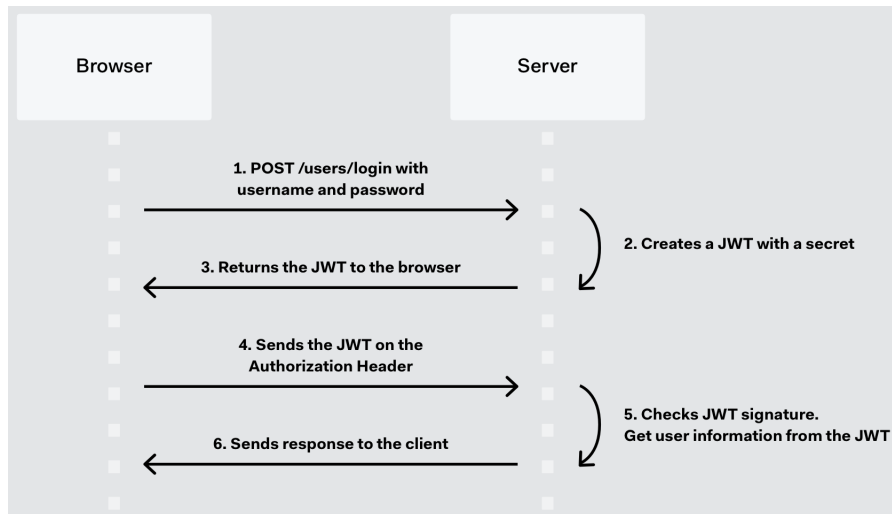 Browser
Server
1. POST /users/login with
username and password
2. Creates a JWT with a secret
3. Returns the JWT to the browser
4. Sends the JWT on the
Authorization Header
5. Checks JWT signature.
Get user information from the JWT
6. Sends response to the client